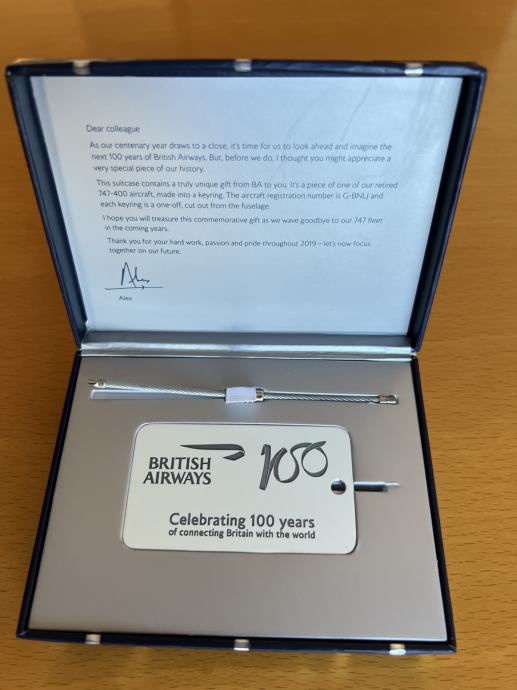 Dear colleague
As our centenary year draws to a close, it's time for us to look ahead and imagine the
next 100 years of British Airways. But, before we do, I thought you might appreciate a
very special piece of our history.
This suitcase contains a truly unique gift from BA to you. It's a piece of one of our retired
747-400 aircraft, made into a keyring. The aircraft registration number is G-BNLJ and
each keyring is a one-off, cut out from the fuselage.
I hope you will treasure this commemorative gift as we wave goodbye to our 747 fleet
in the coming years.
Thank you for your hard work, passion and pride throughout 2019 – let's now focus
together on our future.
Alex
Alex
BRITISH
AIRWAYS
100
Celebrating 100 years
of connecting Britain with the world